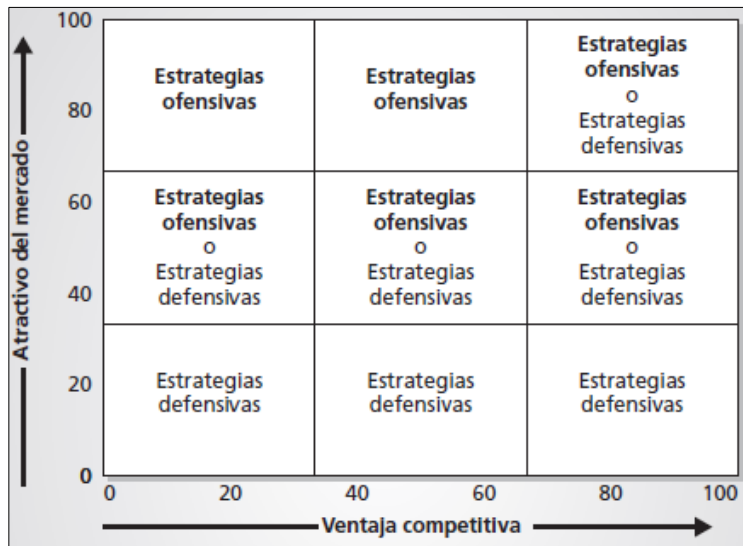 100
Estrategias
ofensivas
Estrategias
ofensivas
Estrategias
ofensivas
o
Estrategias
defensivas
80
60
Estrategias
ofensivas
o
Estrategias
defensivas
Estrategias
ofensivas
o
Estrategias
defensivas
Estrategias
ofensivas
o
Estrategias
defensivas
40
20
Estrategias
defensivas
Estrategias
defensivas
Estrategias
defensivas
0
Atractivo del mercado
0 20 40 60 80 100
Ventaja competitiva